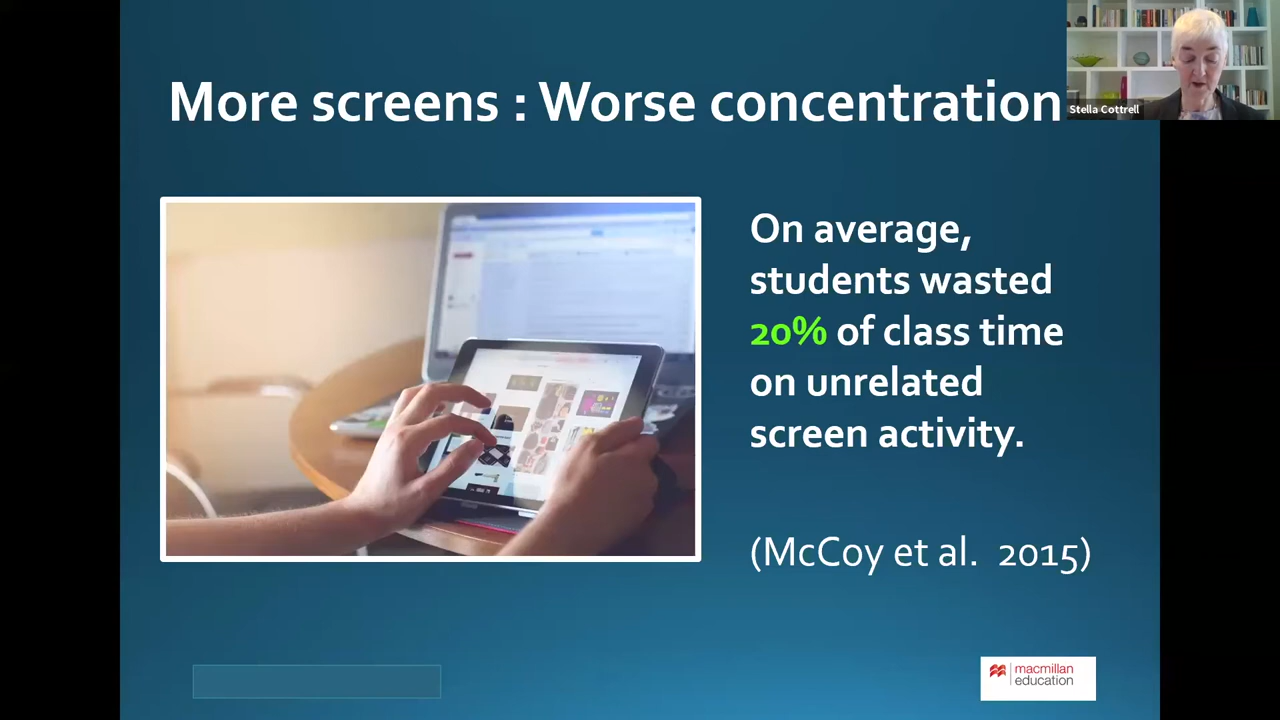 More screens : Worse concentration
Stella Cottrell
On average,
students wasted
20% of class time
on unrelated
screen activity.
(McCoy et al. 2015)
macmillan
education